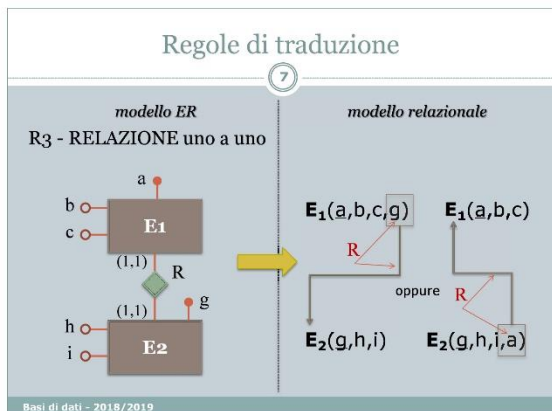 Regole di traduzione
7
modello ER
R3 - RELAZIONE uno a uno
a
b
c
E1
(1,1)
R
(1,1)
g
h
i
E2
modello relazionale
E1(a,b,c,g)
R
E2(g,h,i)
oppure
E1(a,b,c)
R
E2(g,h,i,a)
Basi di dati - 2018/2019